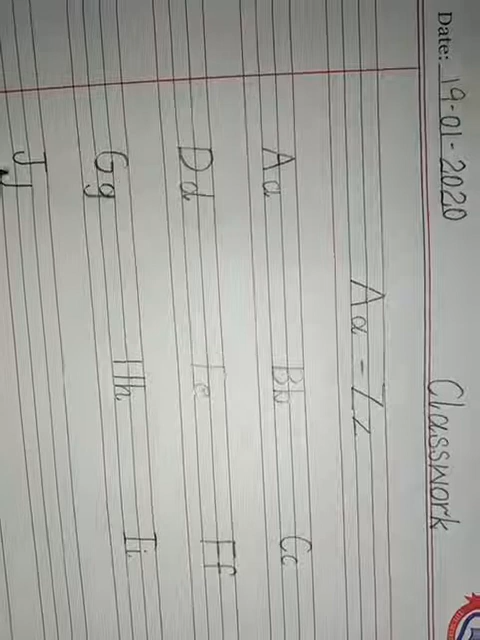 Date: 19-01-2020 Classwork
Aa - Zz
Aa Bb Cc
Dd Ee Ff
Gg Hh Ii
Jj